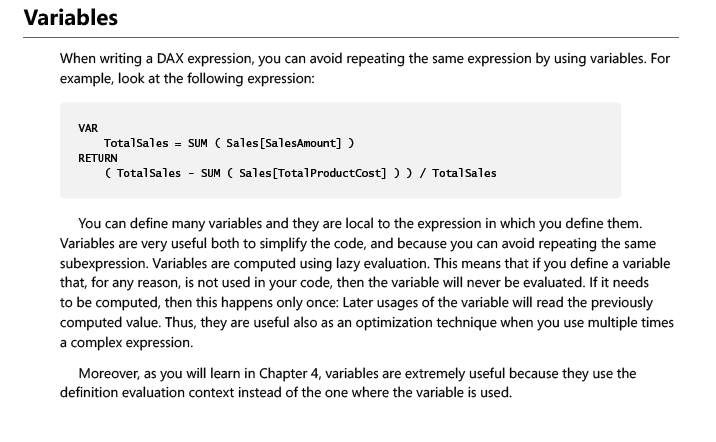 Variables
When writing a DAX expression, you can avoid repeating the same expression by using variables. For
example, look at the following expression:
VAR
TotalSales = SUM ( Sales[SalesAmount] )
RETURN
( TotalSales - SUM ( Sales[TotalProductCost] ) ) / TotalSales
You can define many variables and they are local to the expression in which you define them.
Variables are very useful both to simplify the code, and because you can avoid repeating the same
subexpression. Variables are computed using lazy evaluation. This means that if you define a variable
that, for any reason, is not used in your code, then the variable will never be evaluated. If it needs
to be computed, then this happens only once: Later usages of the variable will read the previously
computed value. Thus, they are useful also as an optimization technique when you use multiple times
a complex expression.
Moreover, as you will learn in Chapter 4, variables are extremely useful because they use the
definition evaluation context instead of the one where the variable is used.